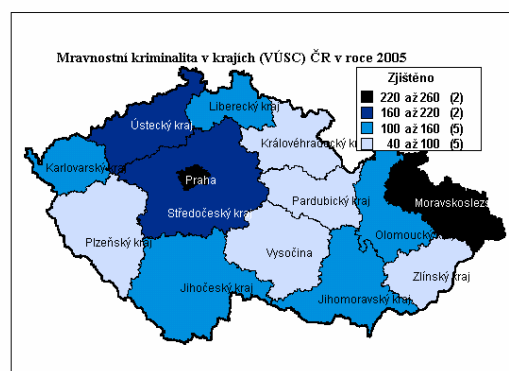 Mravnostní kriminalita v krajích (VÚSC) ČR v roce 2005
Zjištěno
220 až 260 (2)
160 až 220 (2)
100 až 160 (5)
40 až 100 (5)
Liberecký kraj
Ústecký kraj
Královéhradecký kraj
Karlovarský kraj
Praha
Pardubický kraj
Moravskoslezs
Středočeský kraj
Olomoucký kraj
Plzeňský kraj
Vysočina
Zlínský kraj
Jihočeský kraj
Jihomoravský kraj